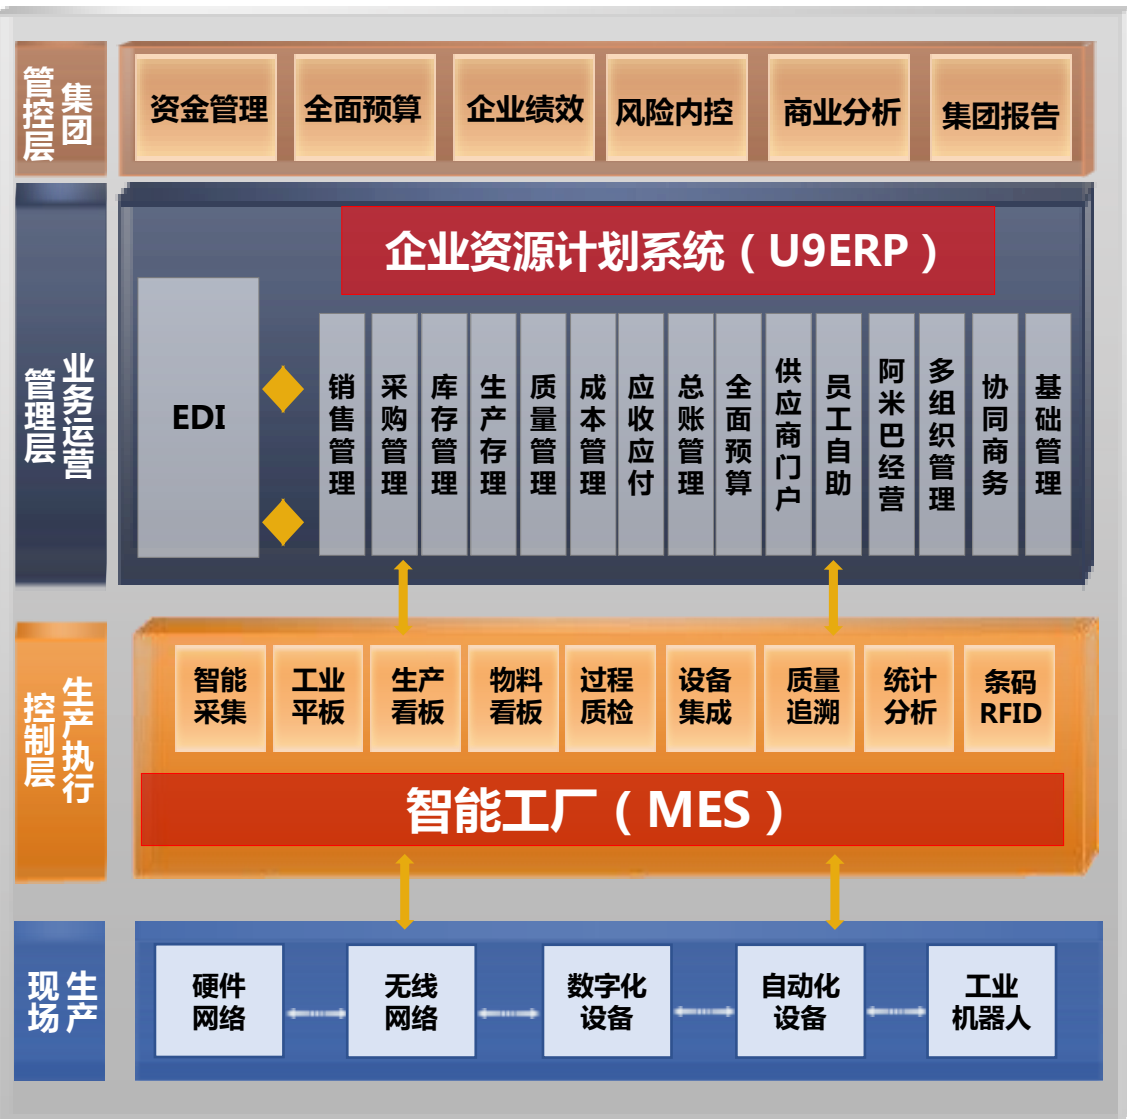 集团
管控层
资金管理
全面预算
企业绩效
风险内控
商业分析
集团报告
业务运营
管理层
企业资源计划系统（U9ERP）
EDI
销售管理
采购管理
库存管理
生产存理
质量管理
成本管理
应收应付
总账管理
全面预算
供应商门户
员工自助
阿米巴经营
多组织管理
协同商务
基础管理
生产执行
控制层
智能
采集
工业
平板
生产
看板
物料
看板
过程
质检
设备
集成
质量
追溯
统计
分析
条码
RFID
智能工厂（MES）
生产
现场
硬件
网络
无线
网络
数字化
设备
自动化
设备
工业
机器人